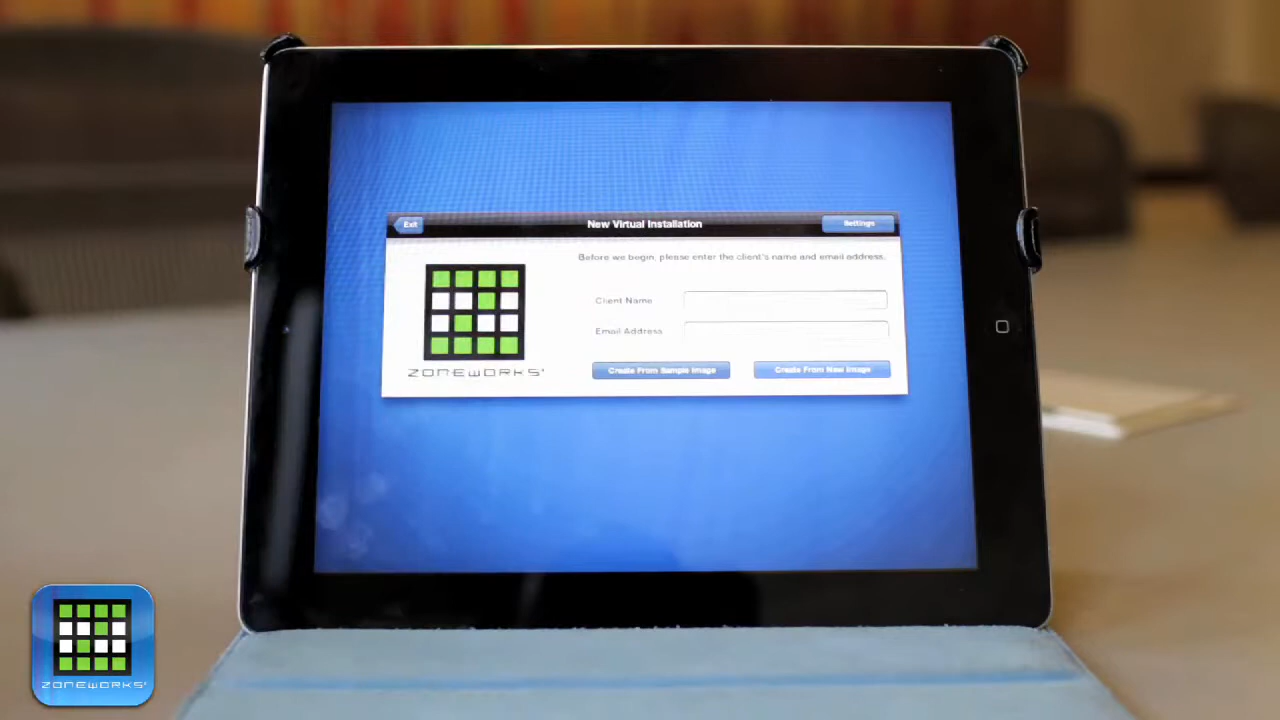 Exit
New Virtual Installation
Settings
Before we begin, please enter the client's name and email address.
Client Name
Email Address
Create From Sample Image
Create From New Image
ZONEWORKS'
ZONEWORKS'